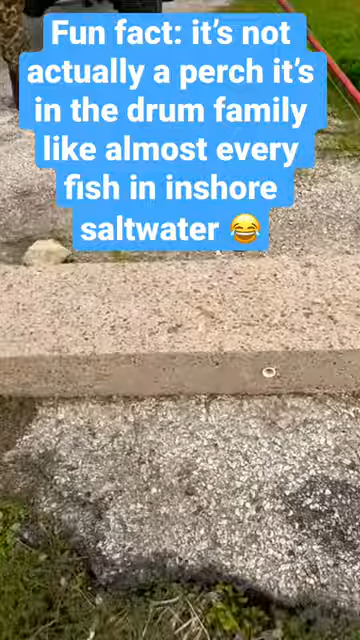 Fun fact: it’s not
actually a perch it’s
in the drum family
like almost every
fish in inshore
saltwater 😂